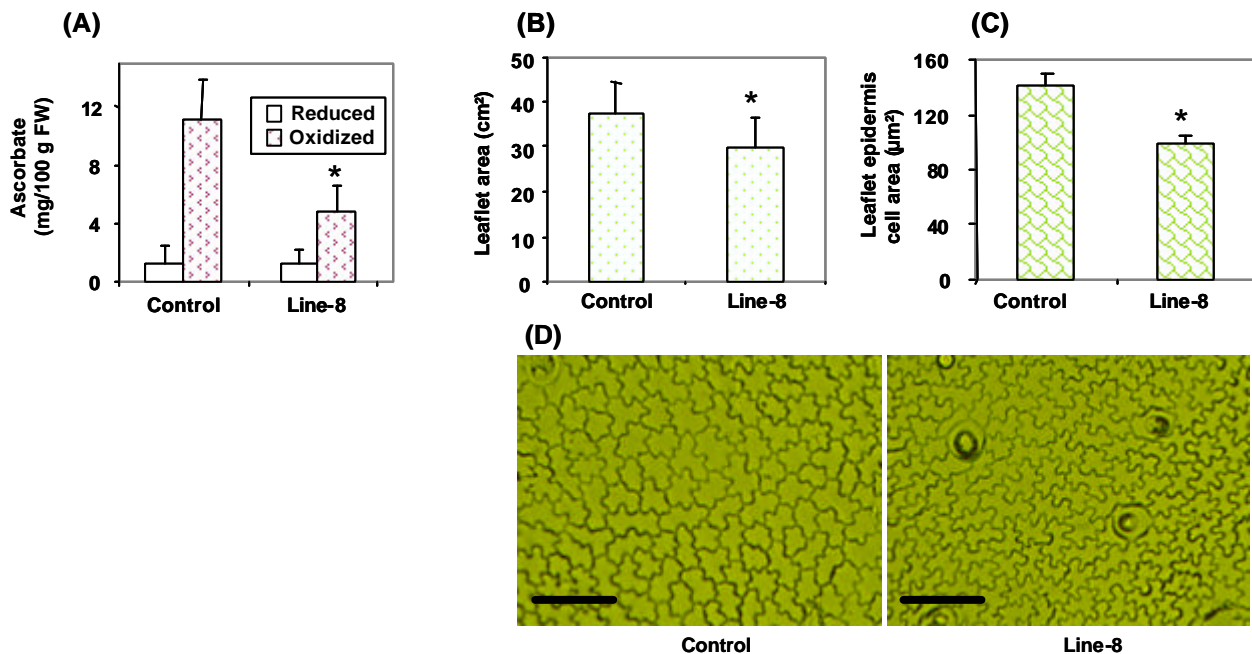 (A)
Ascorbate
(mg/100 g FW)
12
8
4
0
Reduced
Oxidized
*
Control
Line-8
(B)
Leaflet area (cm²)
50
40
30
20
10
0
*
Control
Line-8
(C)
Leaflet epidermis
cell area (µm²)
160
120
80
40
0
*
Control
Line-8
(D)
Control
Line-8